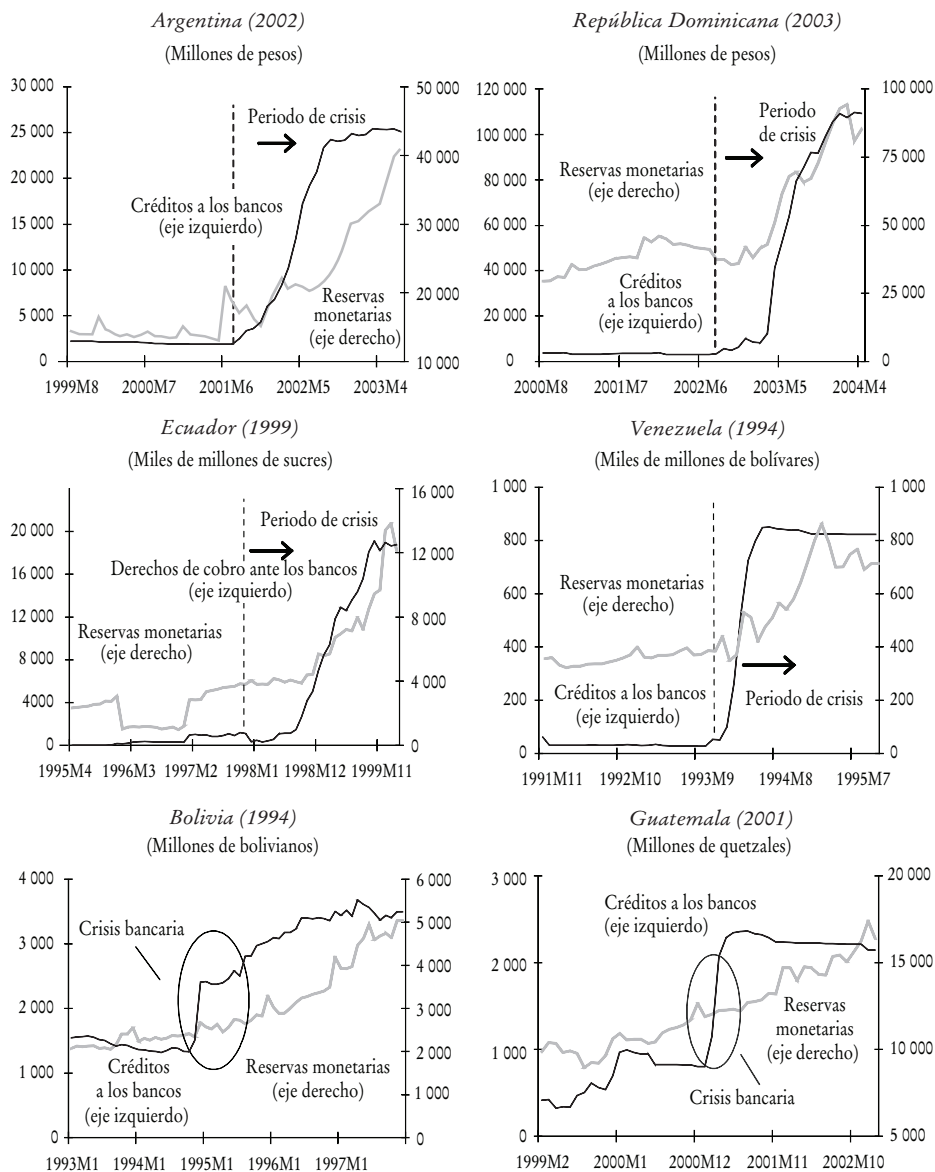 Argentina (2002)
(Millones de pesos)
30 000
25 000
20 000
15 000
10 000
5 000
0
50 000
40 000
30 000
20 000
10 000
Periodo de crisis
Créditos a los bancos
(eje izquierdo)
Reservas
monetarias
(eje derecho)
1999M8 2000M7 2001M6 2002M5 2003M4
República Dominicana (2003)
(Millones de pesos)
120 000
100 000
80 000
60 000
40 000
20 000
0
100 000
75 000
50 000
25 000
0
Periodo
de crisis
Reservas monetarias
(eje derecho)
Créditos
a los bancos
(eje izquierdo)
2000M8 2001M7 2002M6 2003M5 2004M4
Ecuador (1999)
(Miles de millones de sucres)
20 000
16 000
12 000
8 000
4000
0
16 000
12 000
8 000
4 000
0
Periodo de crisis
Derechos de cobro ante los bancos
(eje izquierdo)
Reservas monetarias
(eje derecho)
1995M4 1996M3 1997M2 1998M1 1998M12 1999M11
Venezuela (1994)
(Miles de millones de bolívares)
1 000
800
600
400
200
0
1 000
800
600
400
200
0
Reservas monetarias
(eje derecho)
Créditos a los bancos
(eje izquierdo)
Periodo de crisis
1991M11 1992M10 1993M9 1994M8 1995M7
Bolivia (1994)
(Millones de bolivianos)
4 000
3 000
2 000
1 000
0
6 000
5 000
4 000
3 000
2 000
1 000
0
Crisis bancaria
Créditos
a los bancos
(eje izquierdo)
Reservas monetarias
(eje derecho)
1993M1 1994M1 1995M1 1996M1 1997M1
Guatemala (2001)
(Millones de quetzales)
3 000
2 000
1 000
0
20 000
15 000
10 000
5 000
Créditos a los bancos
(eje izquierdo)
Reservas
monetarias
(eje derecho)
Crisis bancaria
1999M2 2000M1 2000M12 2001M11 2002M10